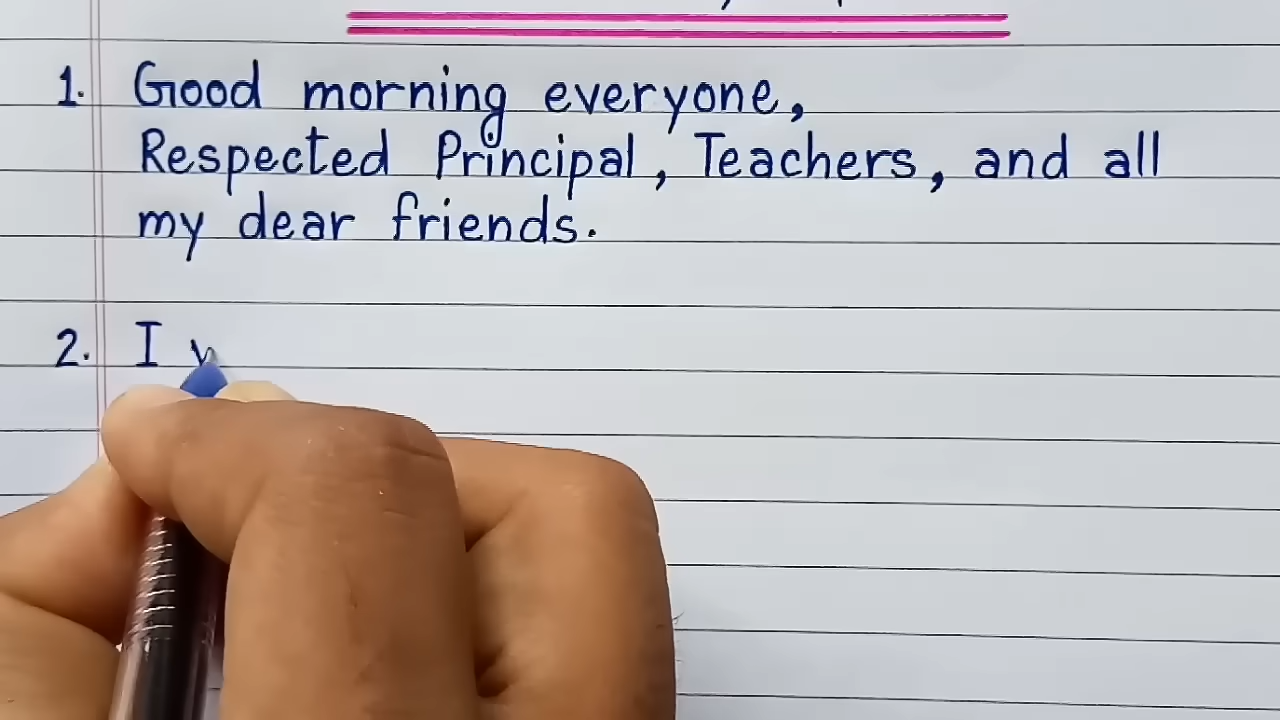 1. Good morning everyone,
Respected Principal, Teachers, and all
my dear friends.
2. I